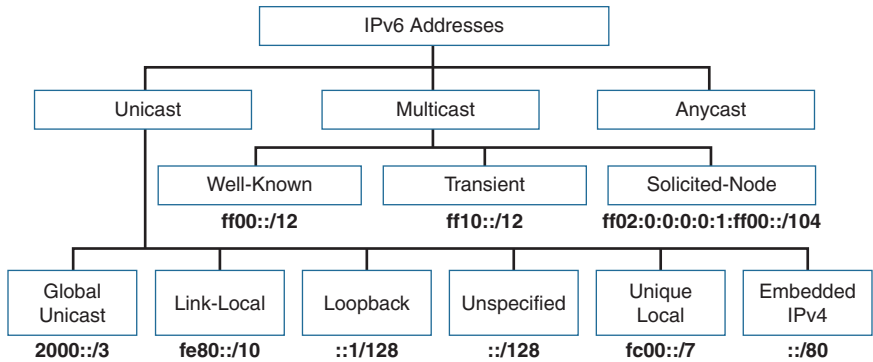 IPv6 Addresses
Unicast
Multicast
Anycast
Well-Known
Transient
Solicited-Node
ff00::/12
ff10::/12
ff02:0:0:0:0:1:ff00::/104
Global
Unicast
Link-Local
Loopback
Unspecified
Unique
Local
Embedded
IPv4
2000::/3
fe80::/10
::1/128
::/128
fc00::/7
::/80